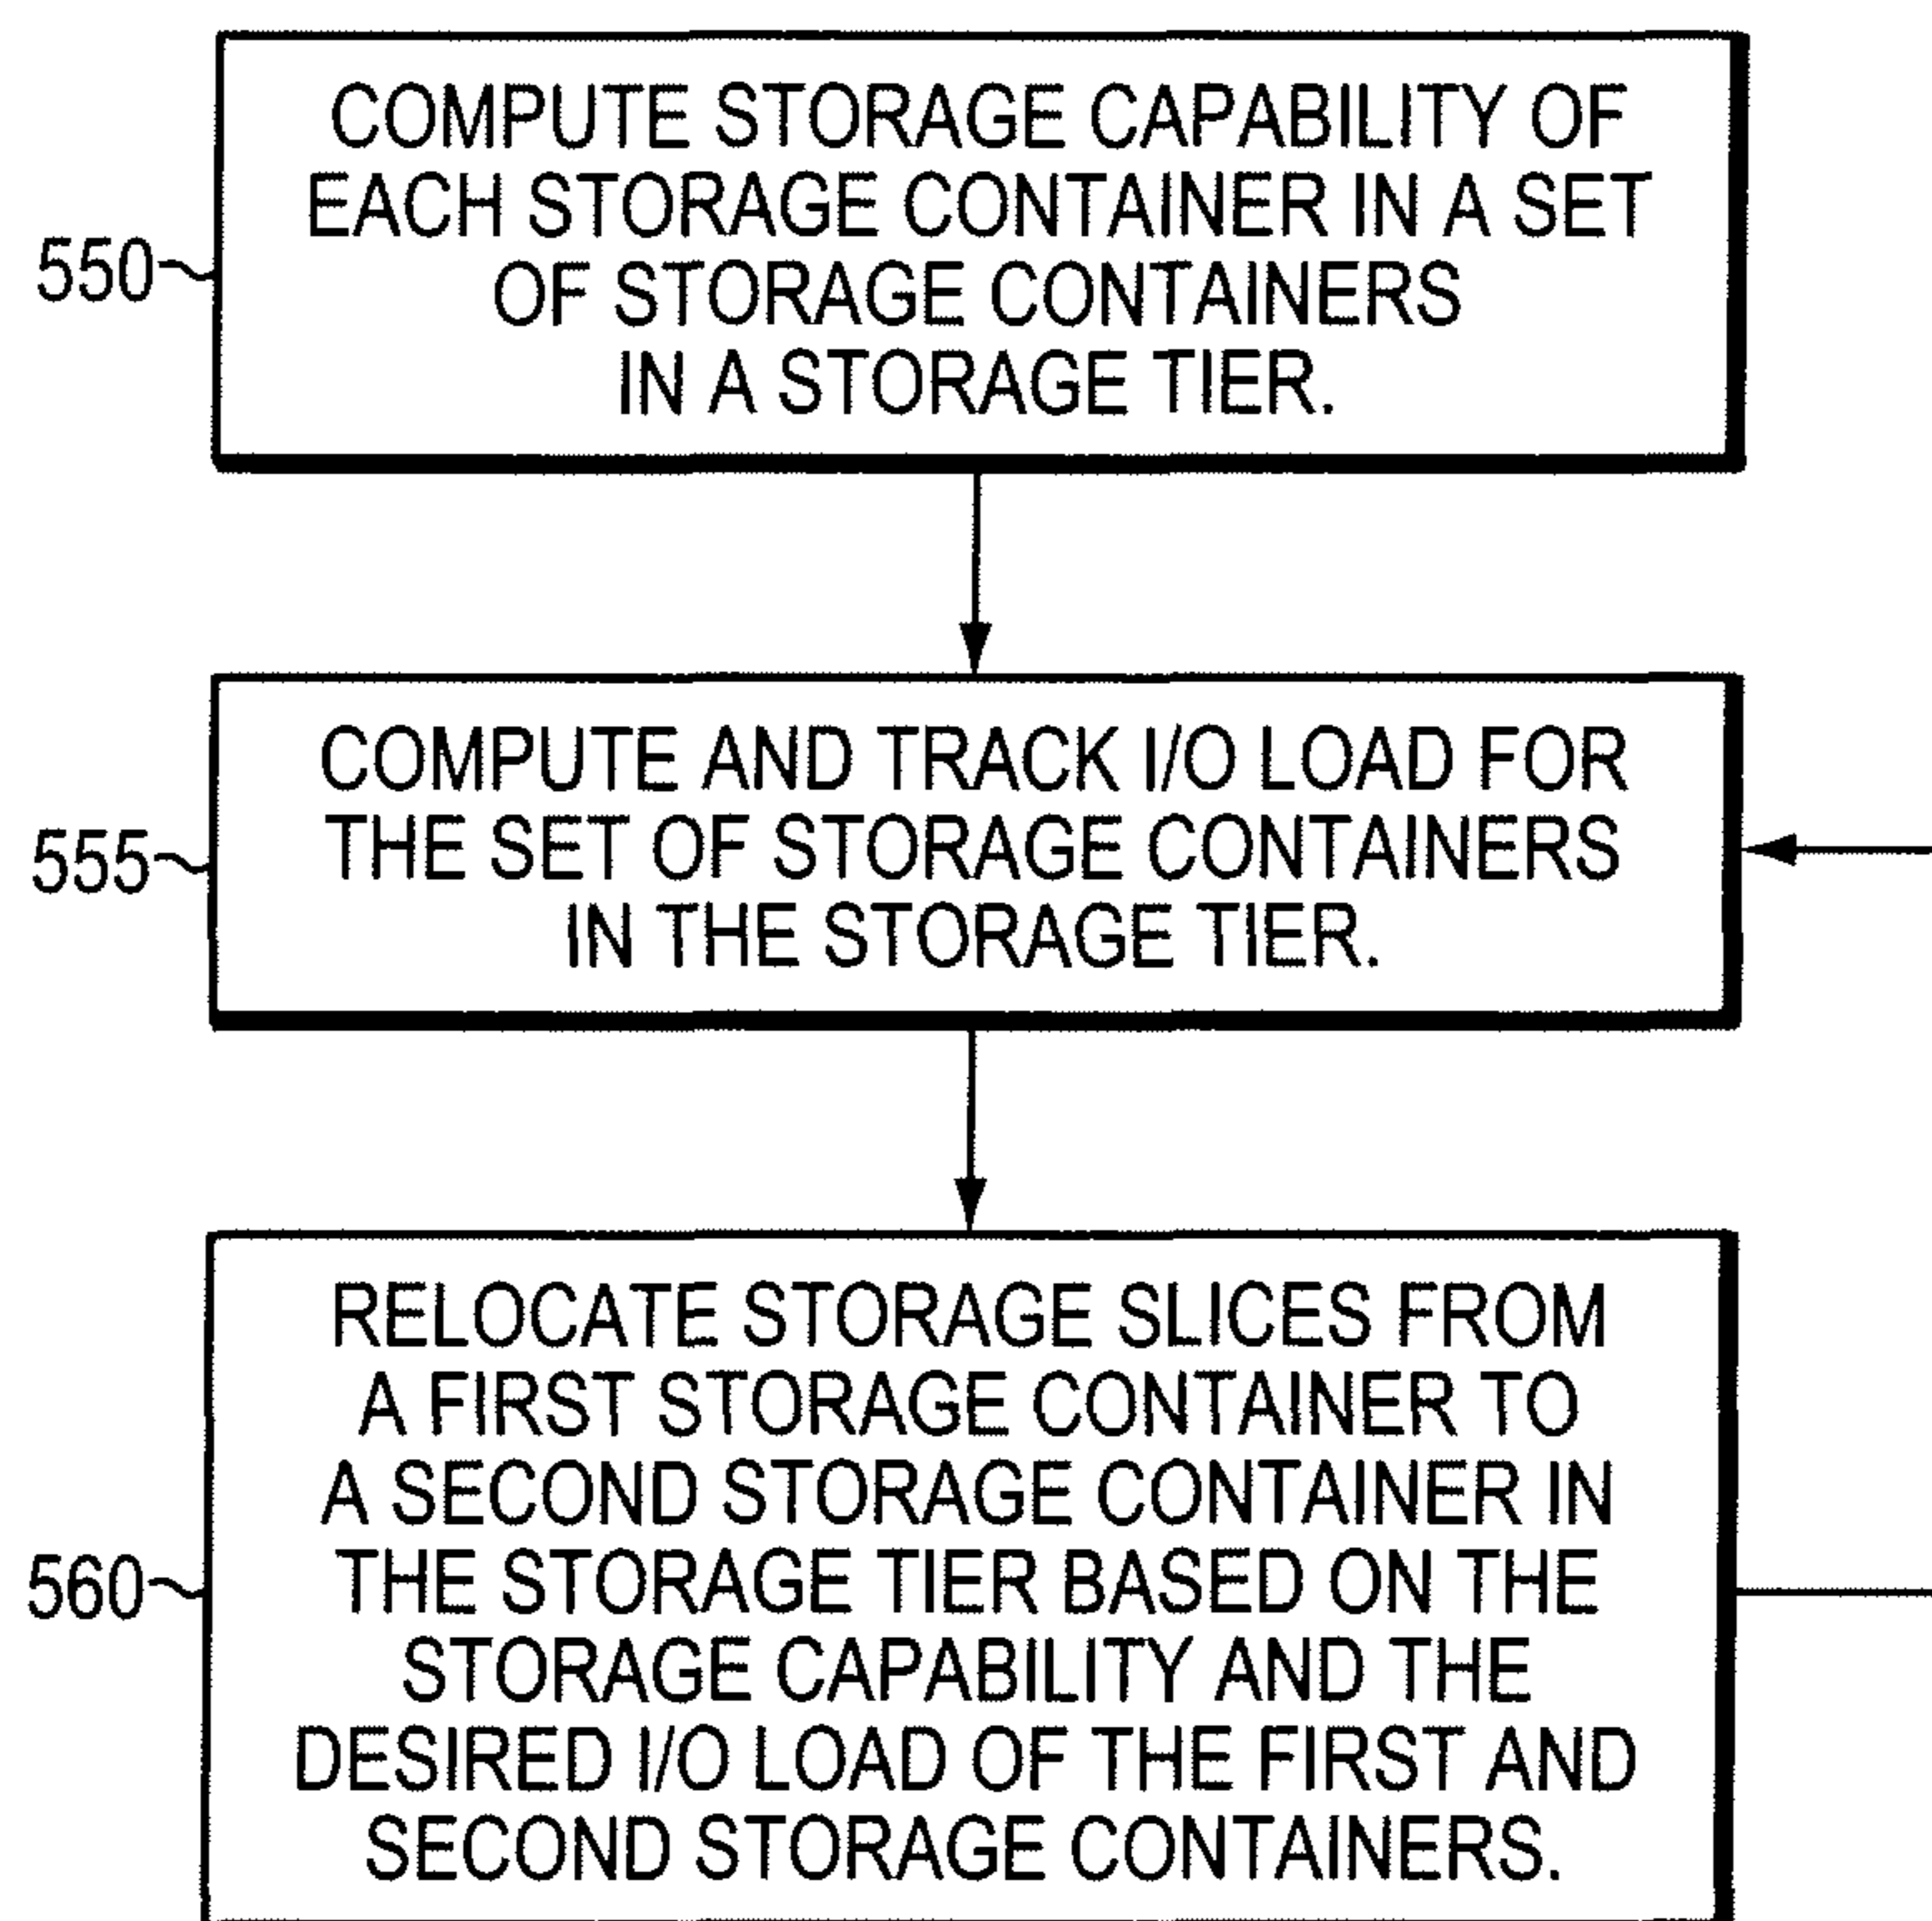 COMPUTE STORAGE CAPABILITY OF
EACH STORAGE CONTAINER IN A SET
OF STORAGE CONTAINERS
IN A STORAGE TIER.
550
COMPUTE AND TRACK I/O LOAD FOR
THE SET OF STORAGE CONTAINERS
IN THE STORAGE TIER.
555
RELOCATE STORAGE SLICES FROM
A FIRST STORAGE CONTAINER TO
A SECOND STORAGE CONTAINER IN
THE STORAGE TIER BASED ON THE
STORAGE CAPABILITY AND THE
DESIRED I/O LOAD OF THE FIRST AND
SECOND STORAGE CONTAINERS.
560